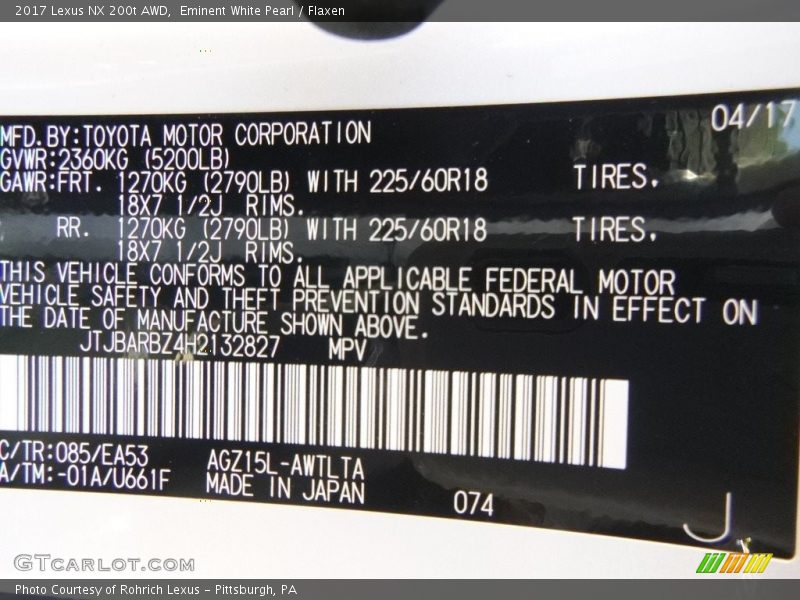 2017 Lexus NX 200t AWD,  Eminent White Pearl / Flaxen
04/17
MFD.BY:TOYOTA MOTOR CORPORATION
GVWR:2360KG (5200LB)
GAWR:FRT. 1270KG (2790LB) WITH 225/60R18 TIRES.
18X7 1/2J RIMS.
RR. 1270KG (2790LB) WITH 225/60R18 TIRES.
18X7 1/2J RIMS.
THIS VEHICLE CONFORMS TO ALL APPLICABLE FEDERAL MOTOR
VEHICLE SAFETY AND THEFT PREVENTION STANDARDS IN EFFECT ON
THE DATE OF MANUFACTURE SHOWN ABOVE.
JTJBARBZ4H2132827 MPV
C/TR:085/EA53 AGZ15L-AWTLTA
A/TM:-01A/U661F MADE IN JAPAN
074
J
GTCARLOT.COM
Photo Courtesy of Rohrich Lexus - Pittsburgh, PA